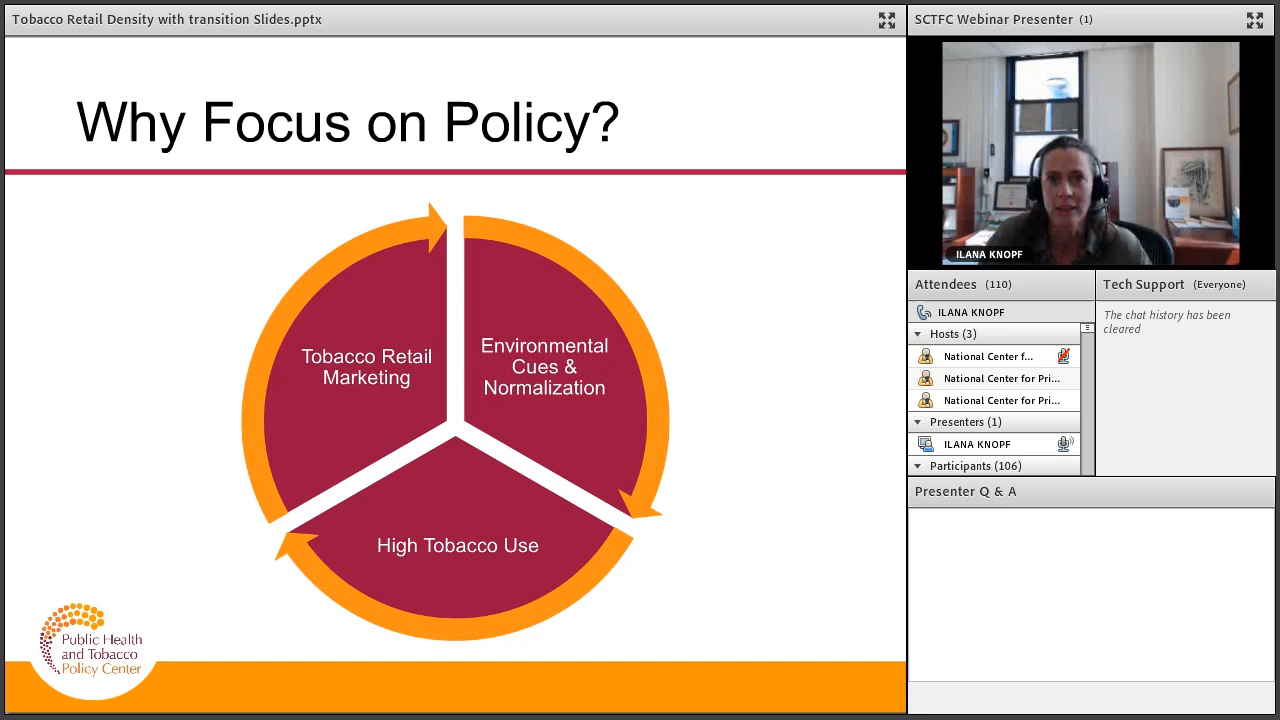 Tobacco Retail Density with transition Slides.pptx
Why Focus on Policy?
Tobacco Retail
Marketing
Environmental
Cues &
Normalization
High Tobacco Use
Public Health
and Tobacco
Policy Center
SCTFC Webinar Presenter (1)
ILANA KNOPF
Attendees (110)
ILANA KNOPF
Hosts (3)
National Center f...
National Center for Pri...
National Center for Pri...
Presenters (1)
ILANA KNOPF
Participants (106)
Tech Support (Everyone)
The chat history has been
cleared
Presenter Q & A